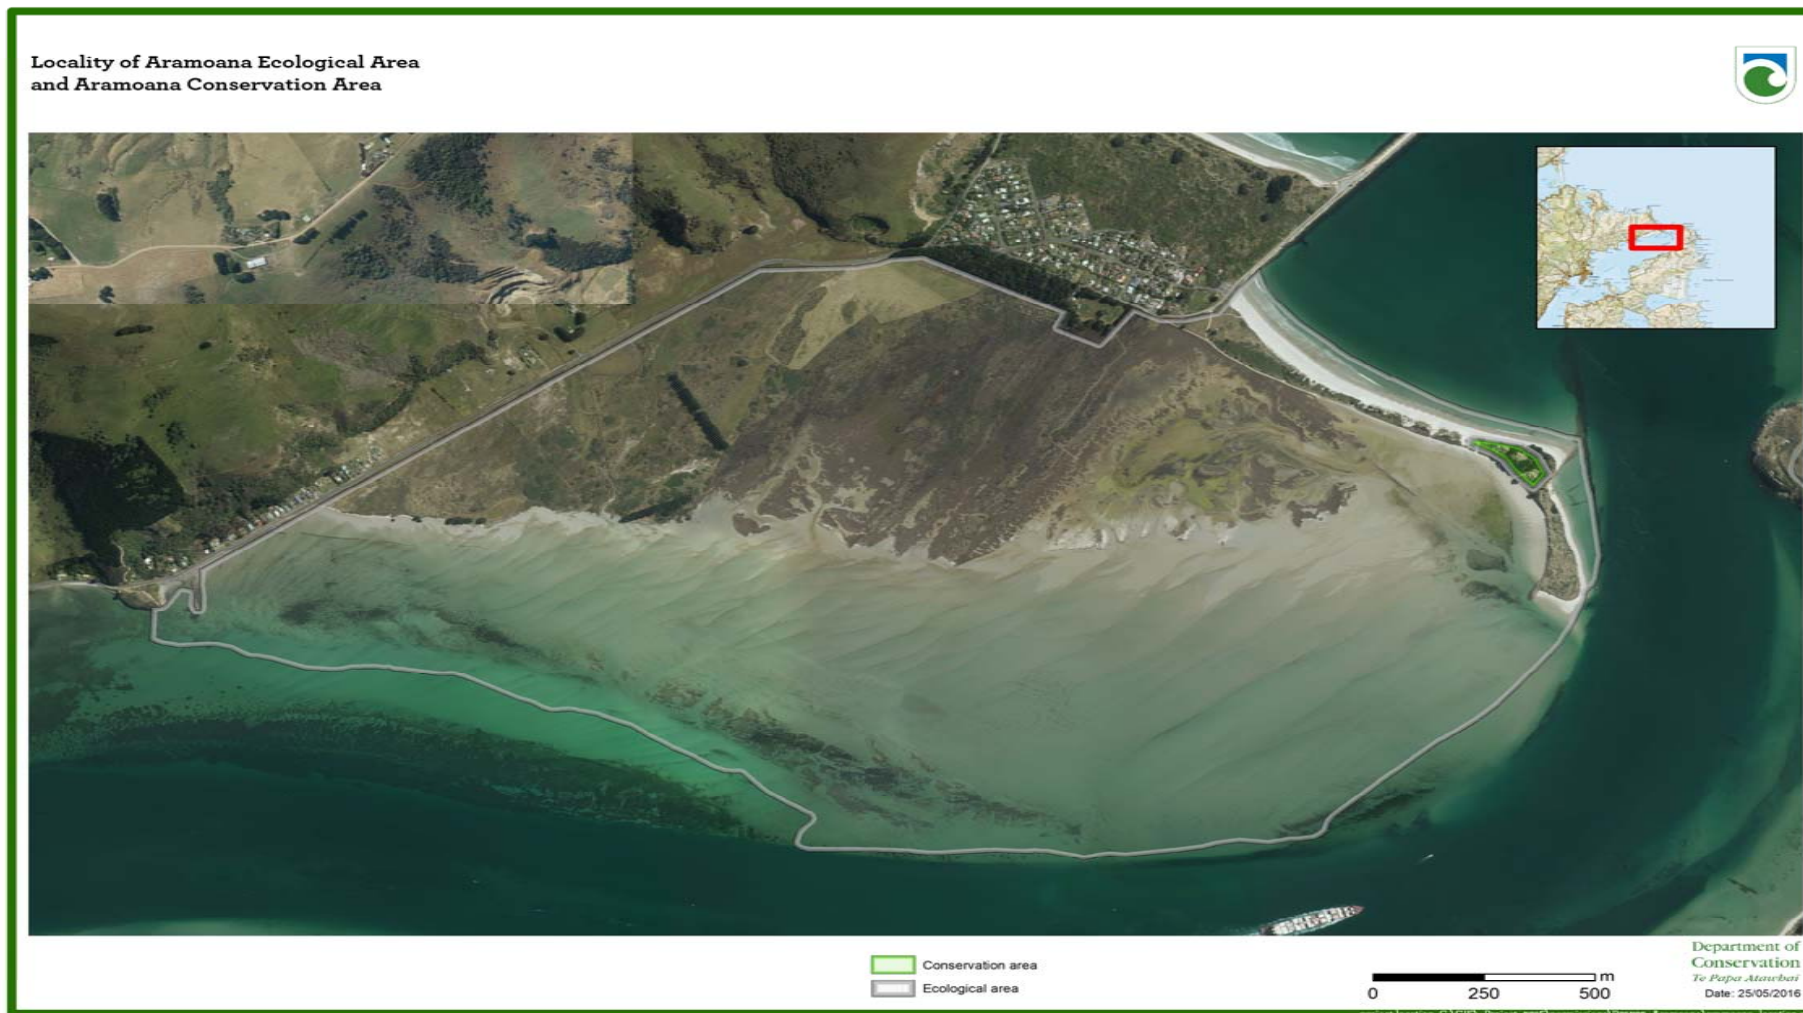 Locality of Aramoana Ecological Area
and Aramoana Conservation Area
Conservation area
Ecological area
m
0 250 500
Department of
Conservation
Te Papa Atawhai
Date: 25/05/2016